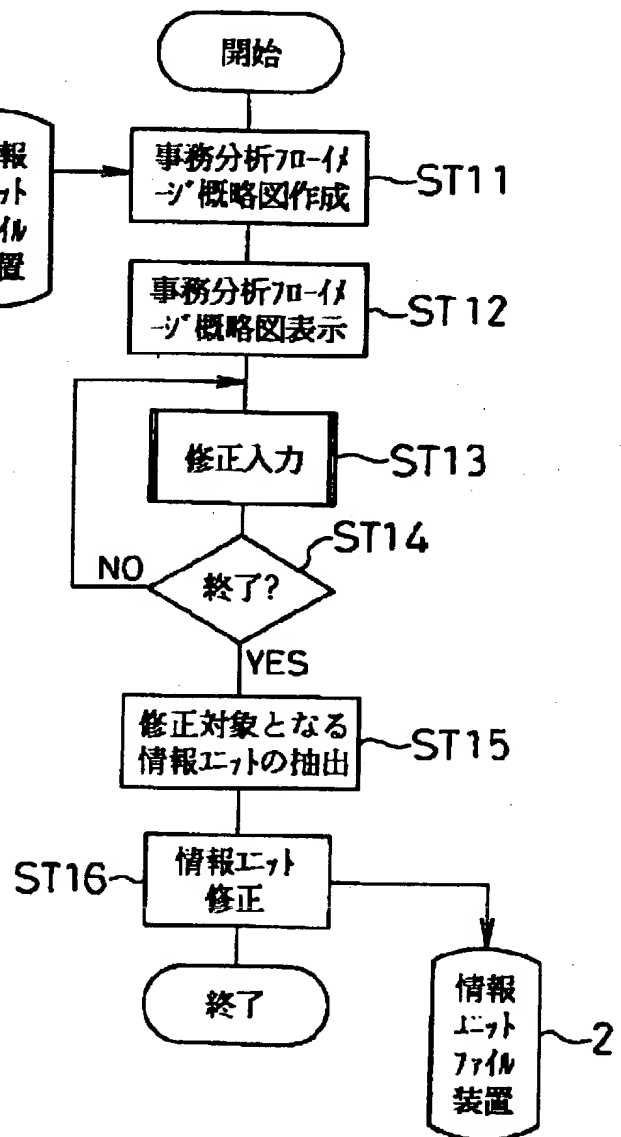 開始
報
ット
イル
置
事務分析フローイメ
ージ概略図作成
ST11
事務分析フローイメ
ージ概略図表示
ST12
修正入力
ST13
ST14
NO
終了?
YES
修正対象となる
情報ユニットの抽出
ST15
ST16
情報ユニット
修正
終了
情報
ユニット
ファイル
装置
2